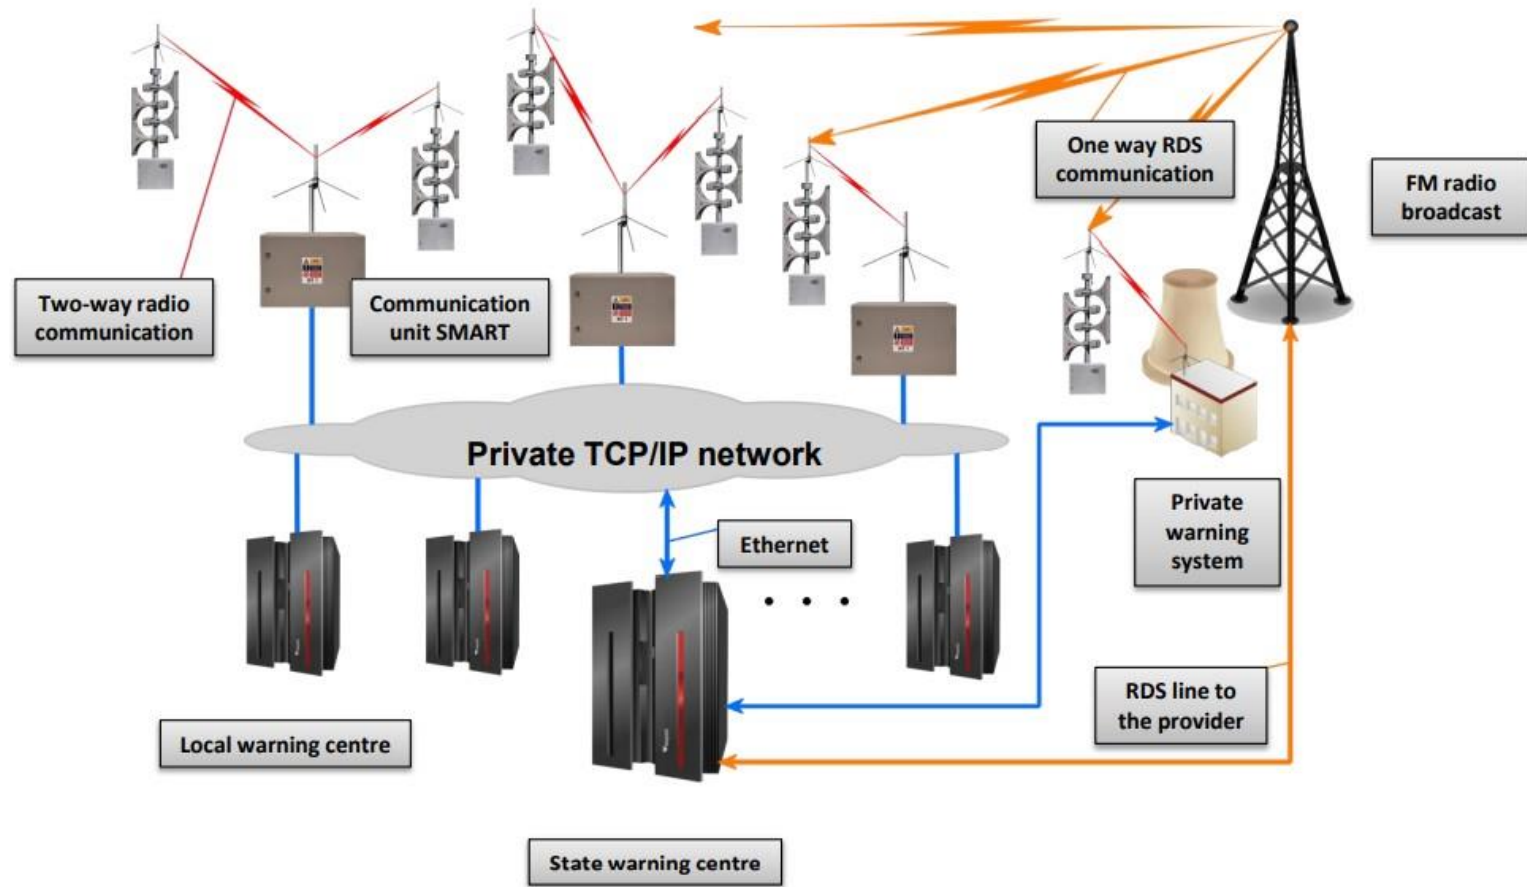 One way RDS
communication
FM radio
broadcast
Two-way radio
communication
Communication
unit SMART
Private TCP/IP network
Ethernet
Private
warning
system
RDS line to
the provider
Local warning centre
State warning centre